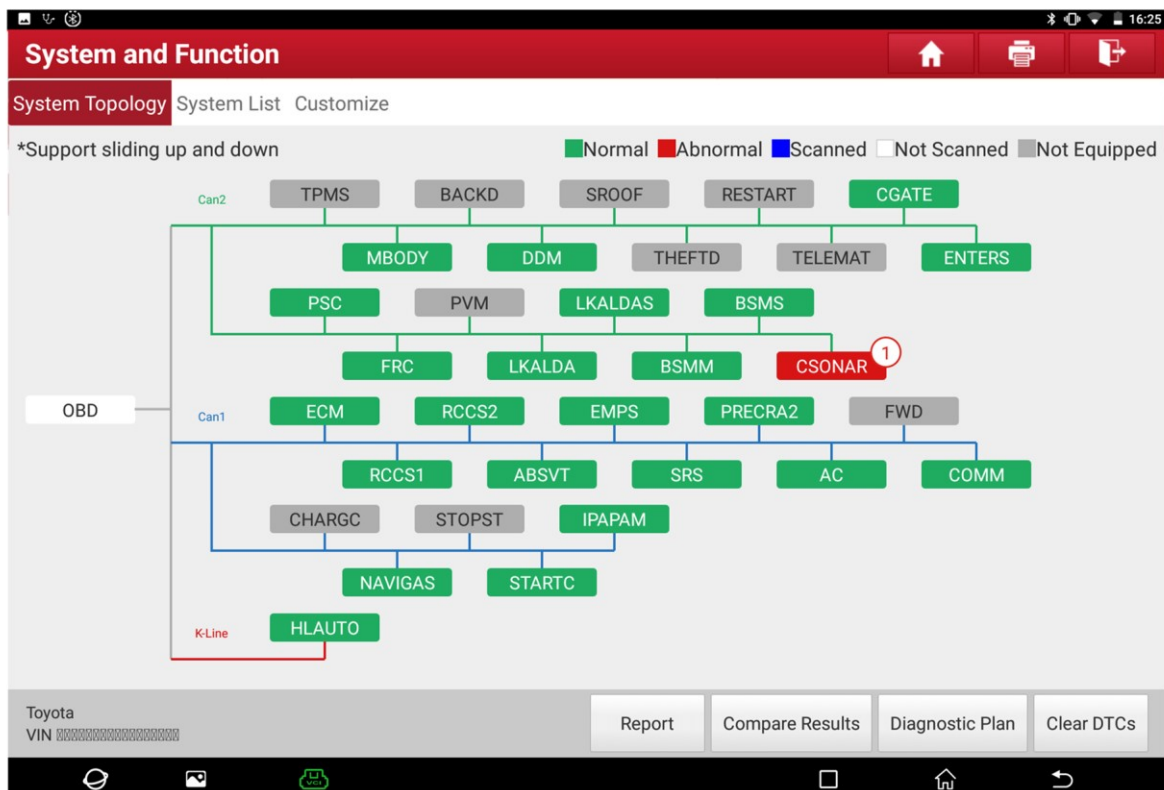 16:25
System and Function
System Topology System List Customize
*Support sliding up and down
Normal Abnormal Scanned Not Scanned Not Equipped
Can2
TPMS BACKD SROOF RESTART CGATE
MBODY DDM THEFTD TELEMAT ENTERS
PSC PVM LKALDAS BSMS
1
FRC LKALDA BSMM CSONAR
OBD
Can1
ECM RCCS2 EMPS PRECRA2 FWD
RCCS1 ABSVT SRS AC COMM
CHARGC STOPST IPAPAM
NAVIGAS STARTC
K-Line
HLAUTO
Toyota
VIN
Report Compare Results Diagnostic Plan Clear DTCs
VCI